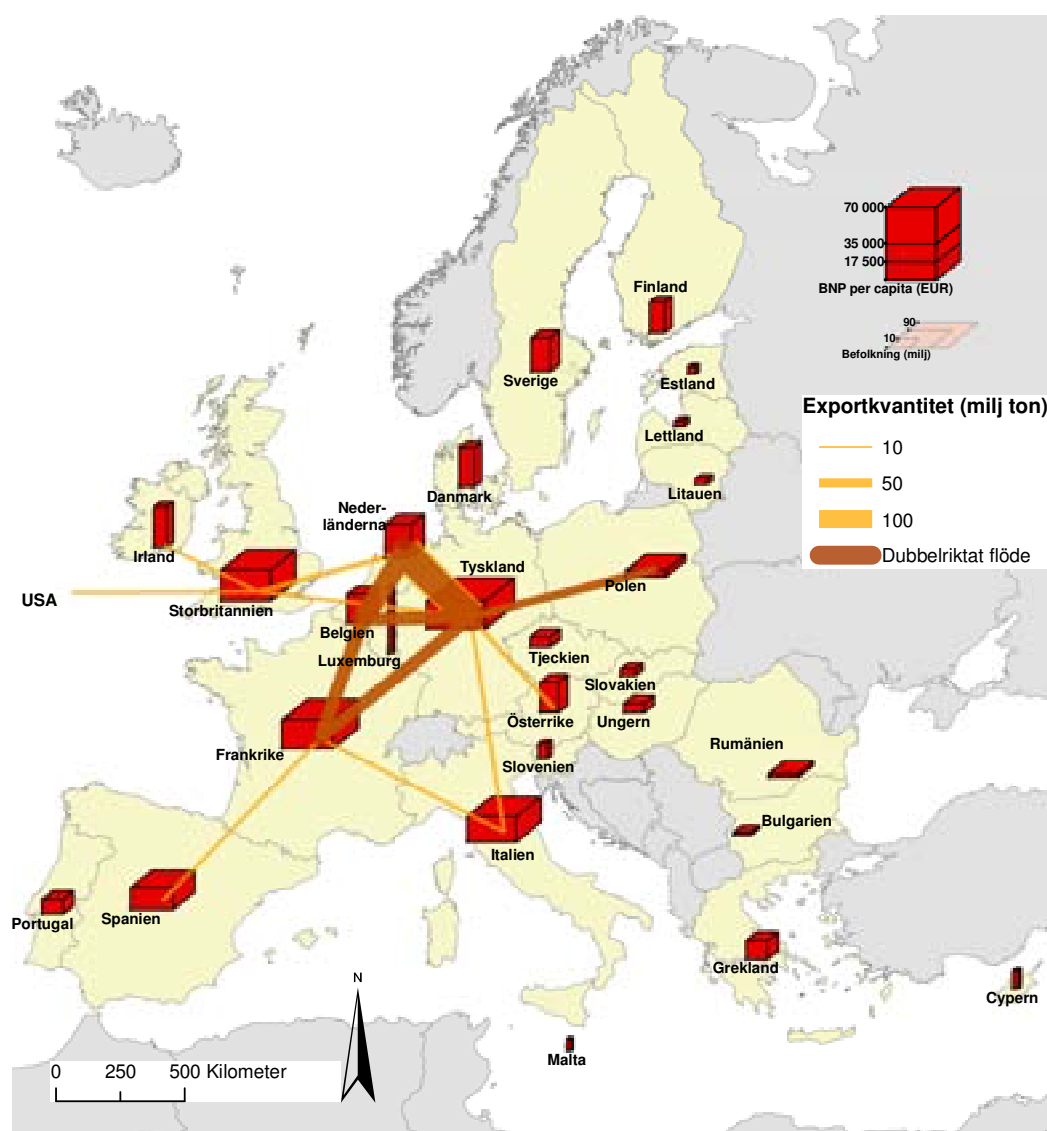 70 000
35 000
17 500
BNP per capita (EUR)
90
10
Befolkning (milj)
Exportkvantitet (milj ton)
10
50
100
Dubbelriktat flöde
Finland
Sverige
Estland
Lettland
Litauen
Danmark
Neder-
länderna
Irland
Tyskland
Polen
USA
Storbritannien
Belgien
Luxemburg
Tjeckien
Slovakien
Österrike
Ungern
Frankrike
Slovenien
Rumänien
Bulgarien
Italien
Portugal
Spanien
Grekland
Cypern
Malta
N
0 250 500 Kilometer